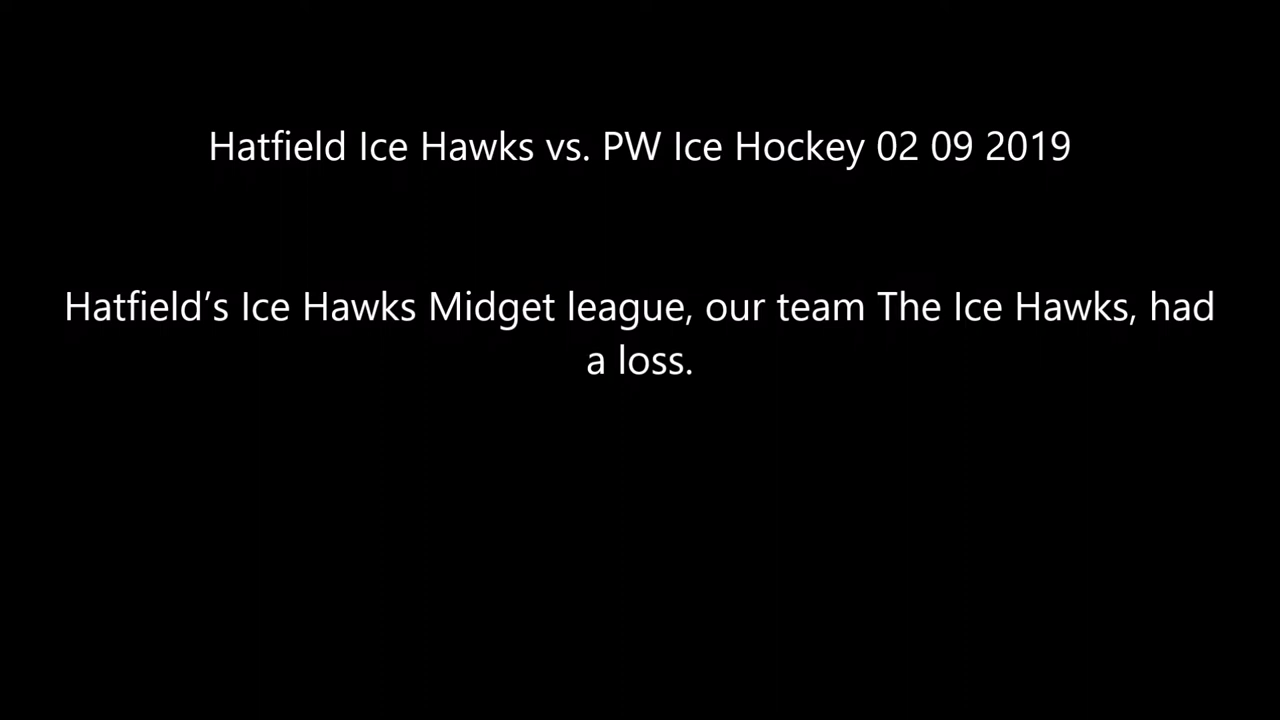 Hatfield Ice Hawks vs. PW Ice Hockey 02 09 2019
Hatfield’s Ice Hawks Midget league, our team The Ice Hawks, had
a loss.